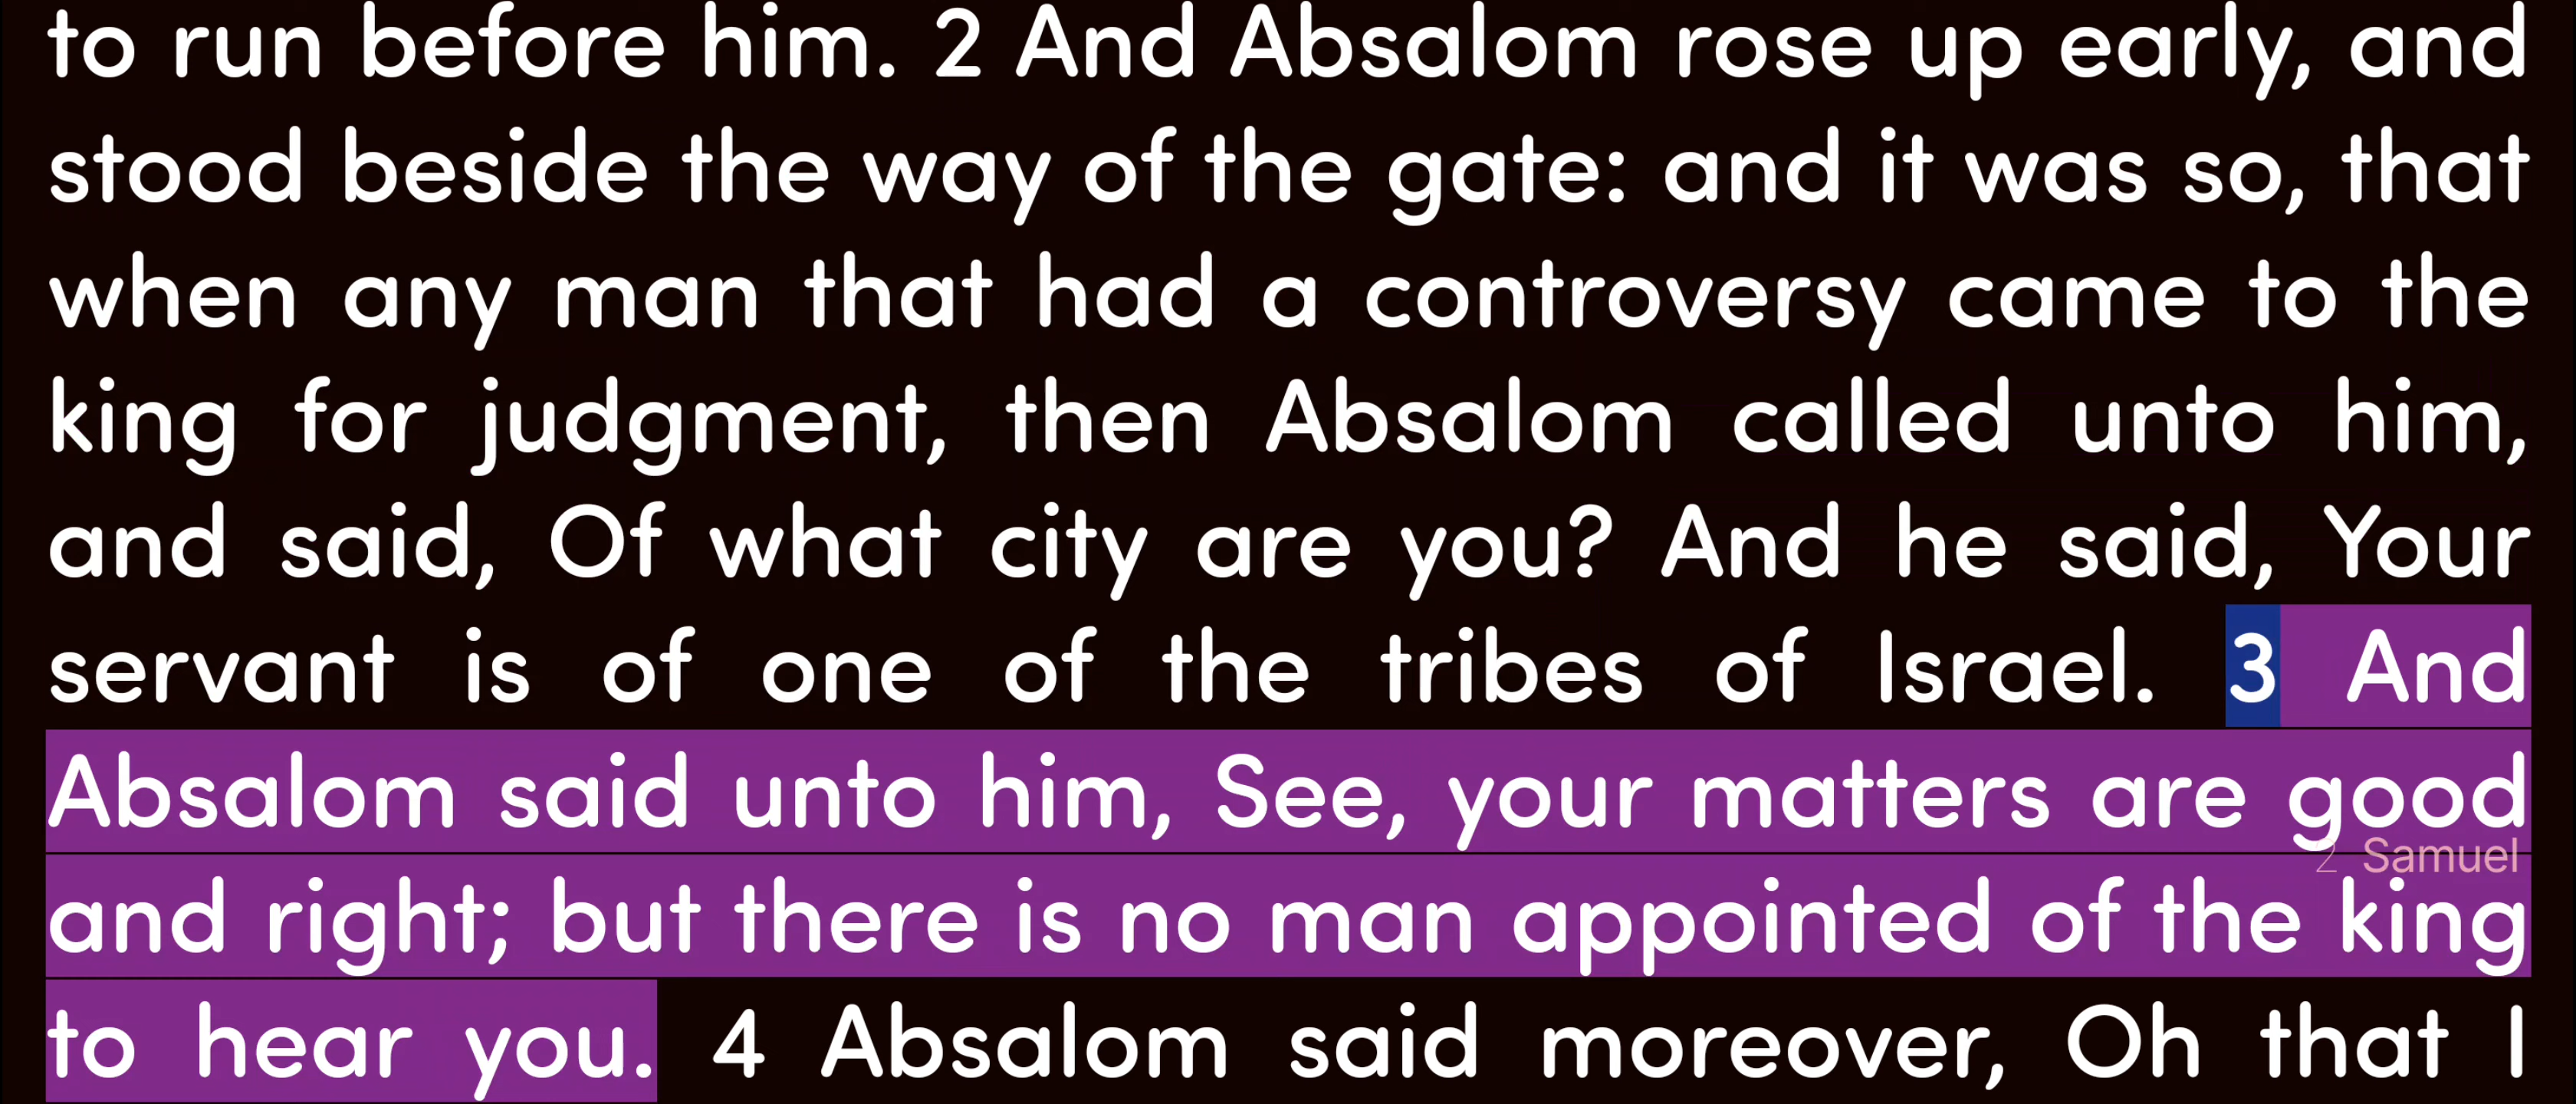 to run before him. 2 And Absalom rose up early, and
stood beside the way of the gate: and it was so, that
when any man that had a controversy came to the
king for judgment, then Absalom called unto him,
and said, Of what city are you? And he said, Your
servant is of one of the tribes of Israel. 3 And
Absalom said unto him, See, your matters are good
2 Samuel
and right; but there is no man appointed of the king
to hear you. 4 Absalom said moreover, Oh that I